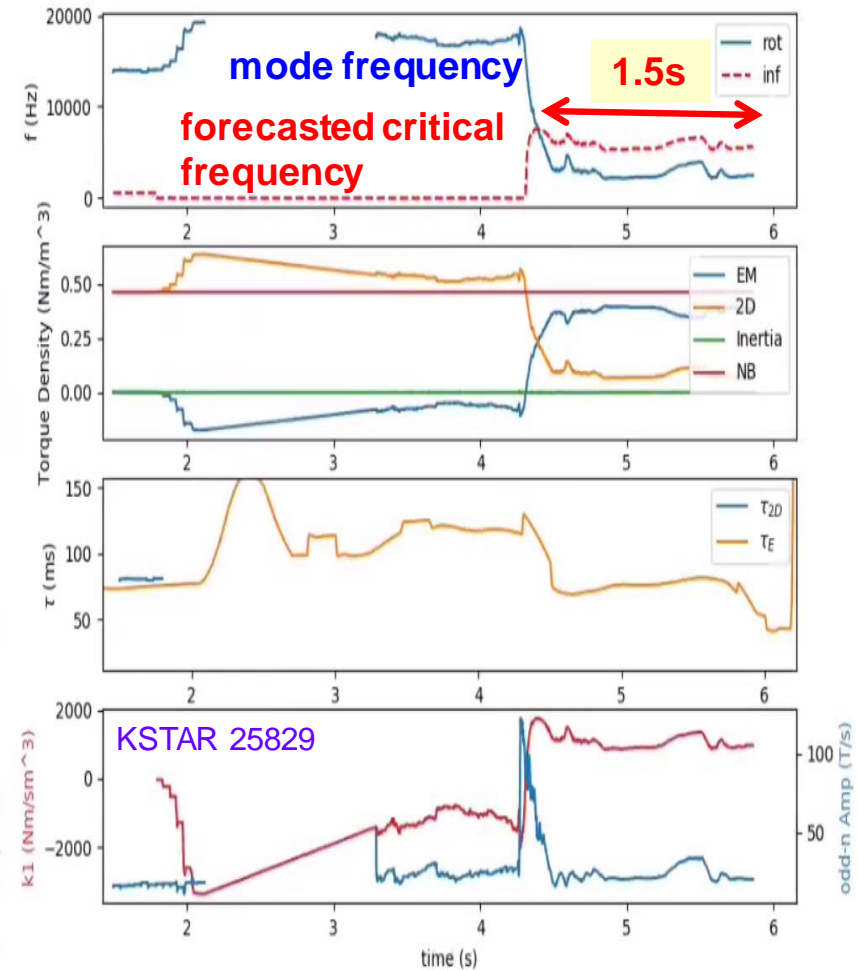 20000
10000
0
f (Hz)
mode frequency
forecasted critical
frequency
1.5s
rot
inf
2 3 4 5 6
0.50
0.25
0.00
Torque Density (Nm/m^3)
EM
2D
Inertia
NB
2 3 4 5 6
150
100
50
τ (ms)
τ2D
τE
2 3 4 5 6
2000
0
−2000
k1 (Nm/sm^3)
KSTAR 25829
100
50
odd-n Amp (T/s)
2 3 4 5 6
time (s)